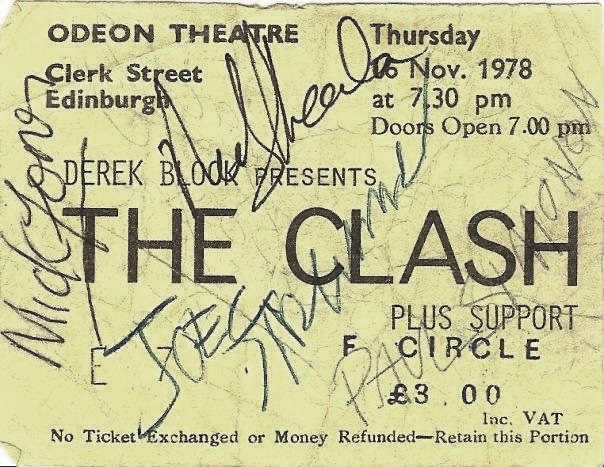 ODEON THEATRE
Clerk Street
Edinburgh
Thursday
16 Nov. 1978
at 7.30 pm
Doors Open 7.00 pm
DEREK BLOCK PRESENTS
THE CLASH
PLUS SUPPORT
E
F CIRCLE
£3.00
Inc. VAT
No Ticket Exchanged or Money Refunded—Retain this Portion
Mick Jones
JOE STRUMMER
PAUL SIMONON